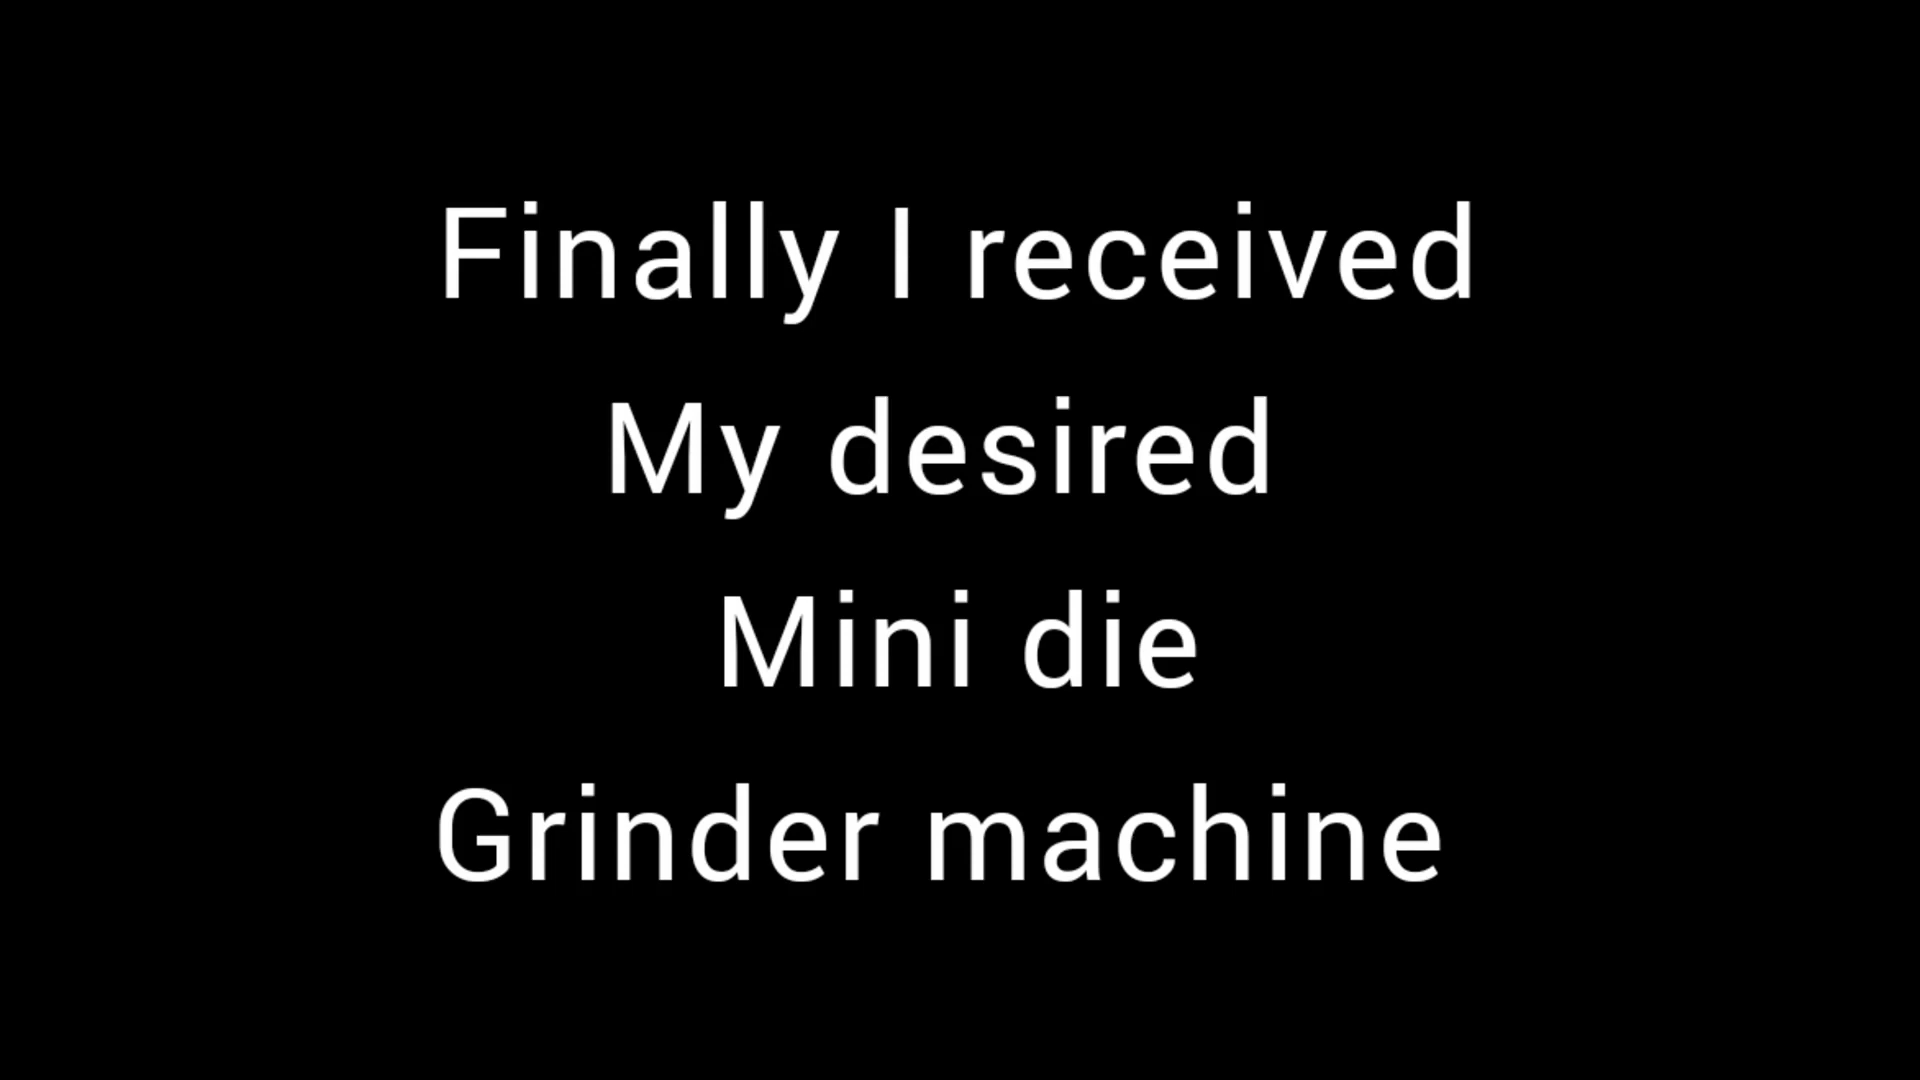 Finally I received
My desired
Mini die
Grinder machine